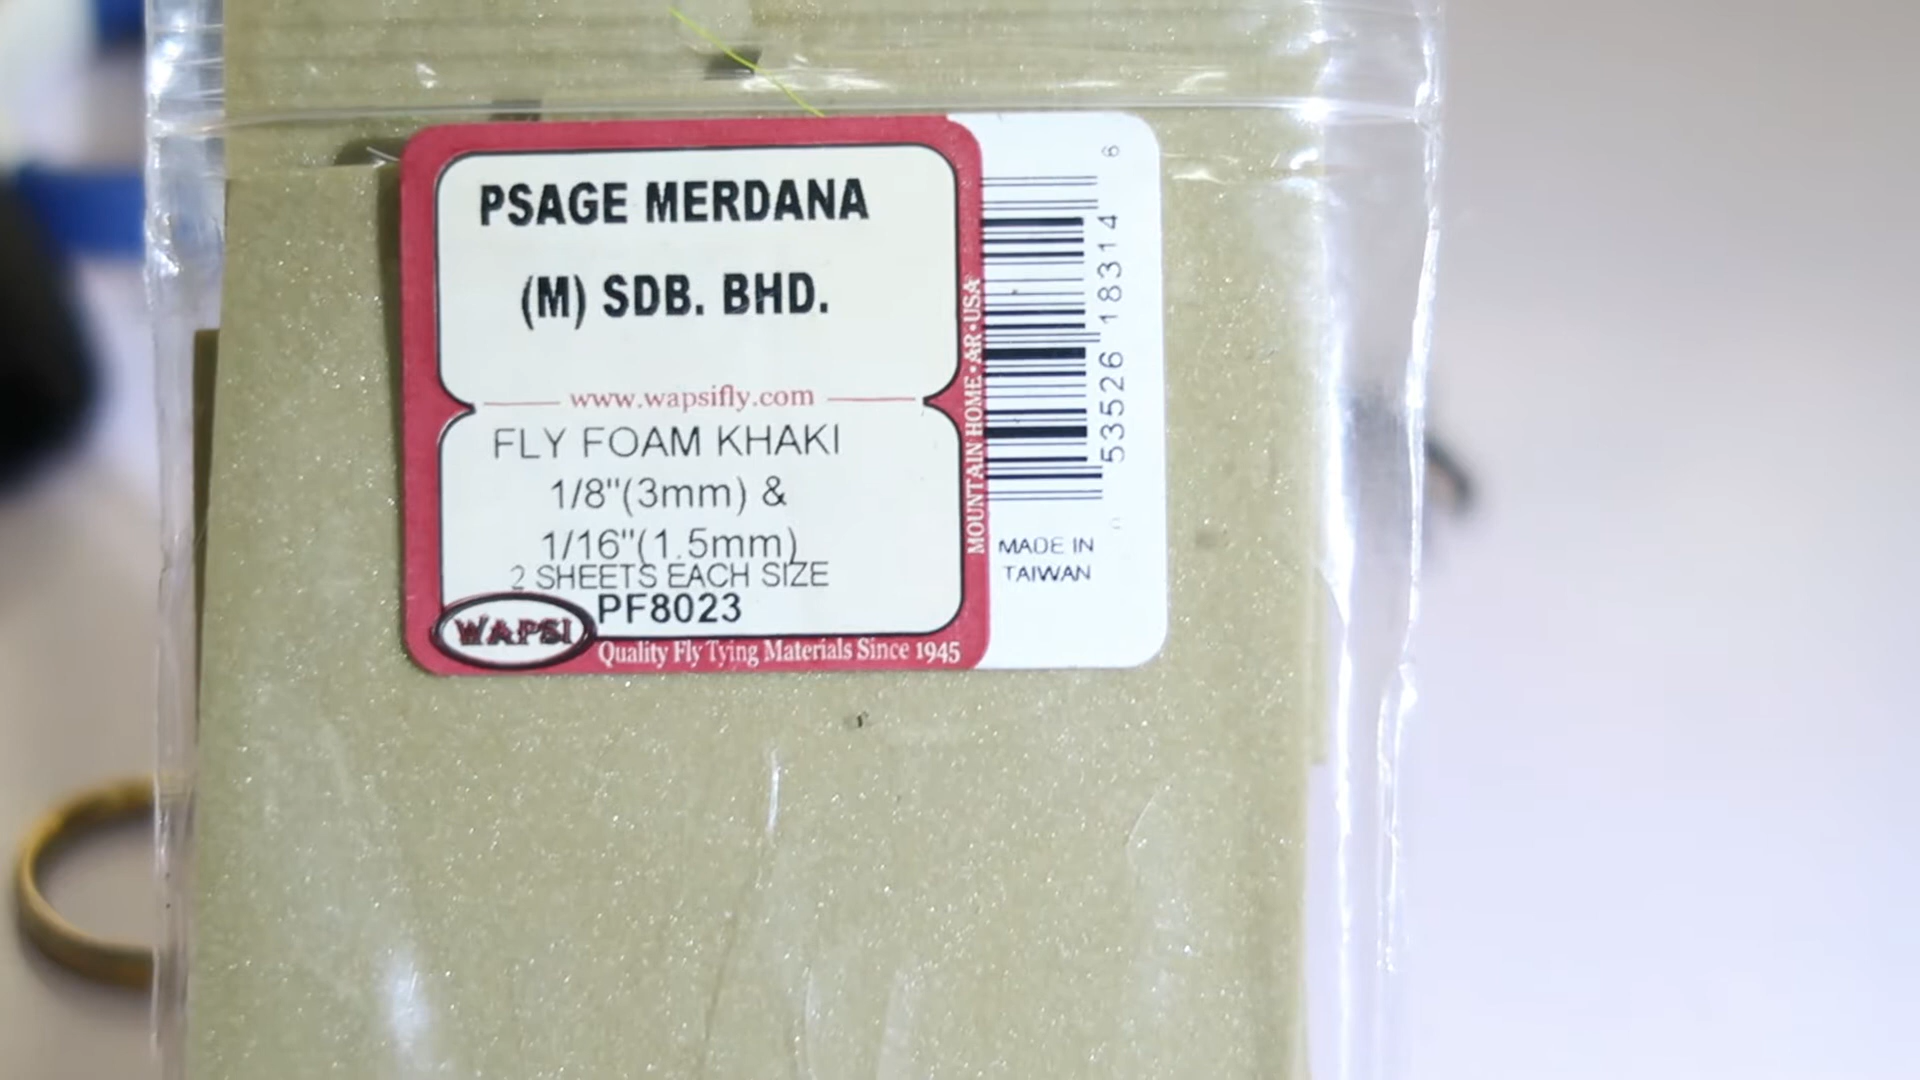 PSAGE MERDANA
(M) SDB. BHD.
www.wapsifly.com
FLY FOAM KHAKI
1/8"(3mm) &
1/16"(1.5mm)
2 SHEETS EACH SIZE
PF8023
WAPSI
Quality Fly Tying Materials Since 1945
MOUNTAIN HOME•AR•USA
0 53526 18314 6
MADE IN
TAIWAN